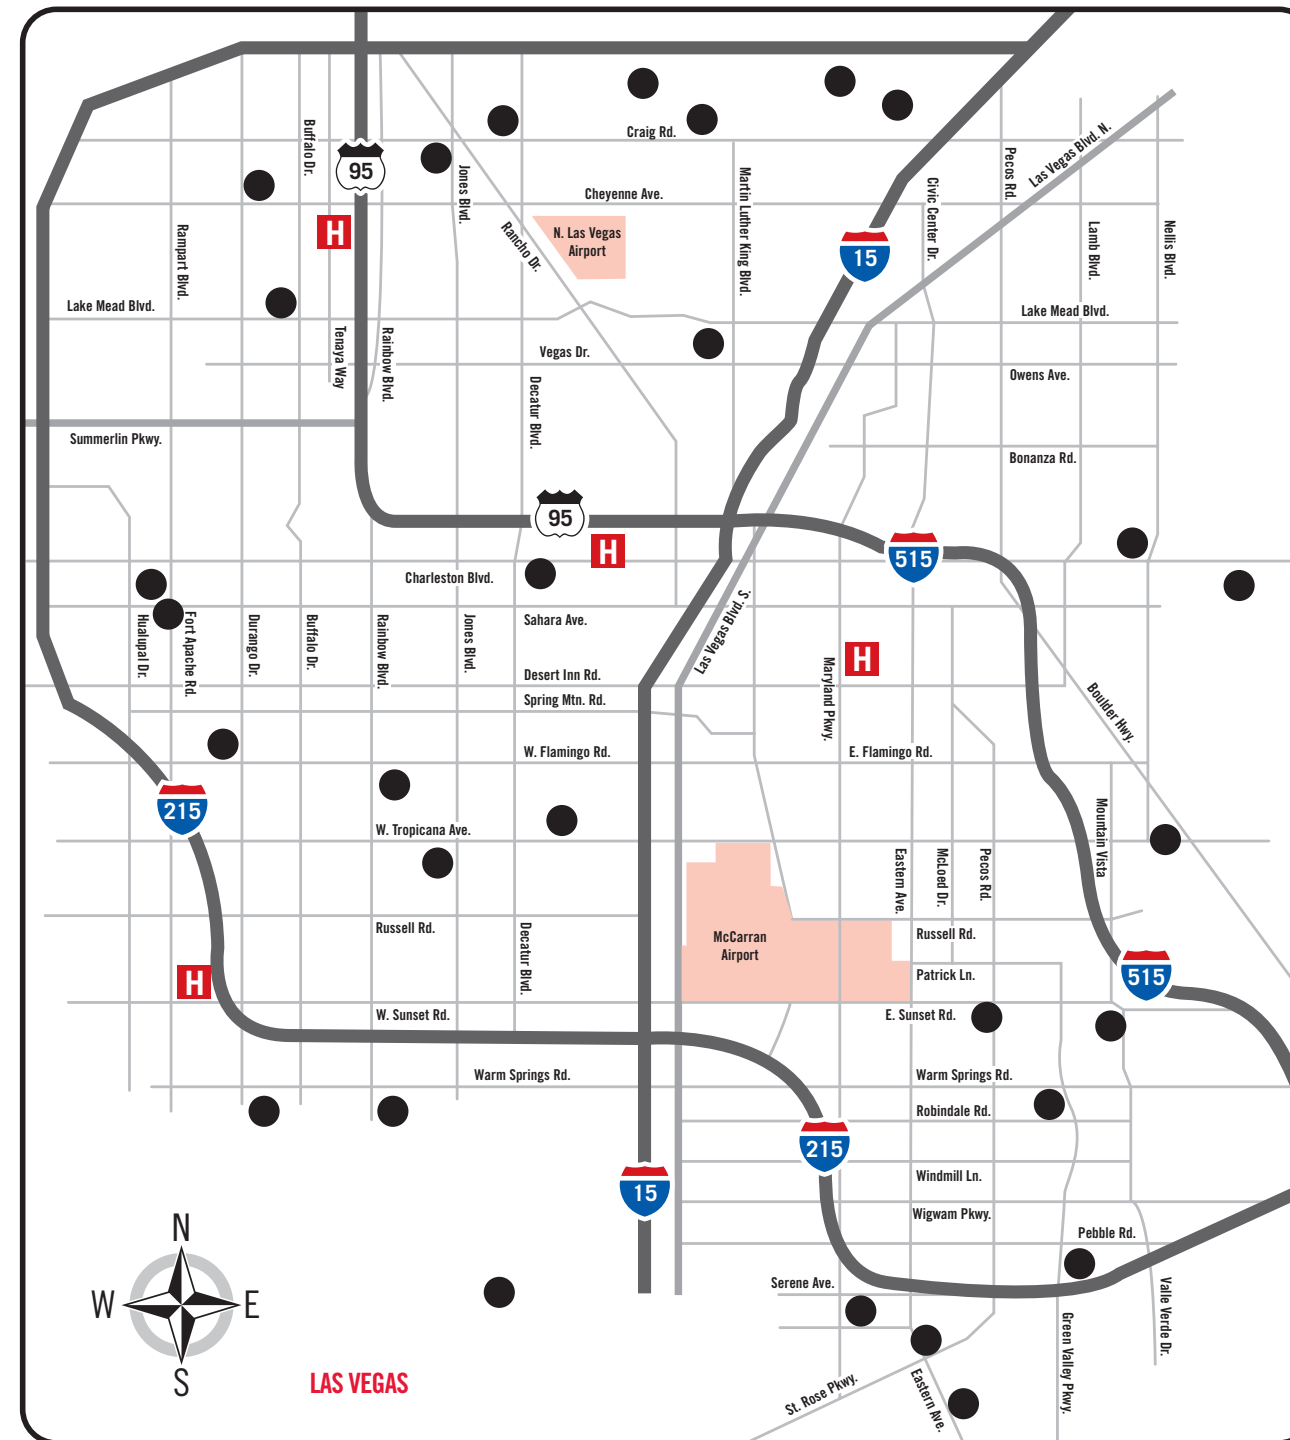 Craig Rd.
Buffalo Dr.
95
Las Vegas Blvd. N.
Pecos Rd.
Jones Blvd.
Cheyenne Ave.
Martin Luther King Blvd.
Civic Center Dr.
H
Rampart Blvd.
Rancho Dr.
N. Las Vegas
Airport
15
Lamb Blvd.
Nellis Blvd.
Lake Mead Blvd.
Lake Mead Blvd.
Tenaya Way
Rainbow Blvd.
Vegas Dr.
Owens Ave.
Decatur Blvd.
Summerlin Pkwy.
Bonanza Rd.
95
H
515
Charleston Blvd.
Las Vegas Blvd. S.
Hualupal Dr.
Fort Apache Rd.
Durango Dr.
Buffalo Dr.
Rainbow Blvd.
Jones Blvd.
Sahara Ave.
Maryland Pkwy.
H
Desert Inn Rd.
Spring Mtn. Rd.
Boulder Hwy.
W. Flamingo Rd.
E. Flamingo Rd.
215
W. Tropicana Ave.
Mountain Vista
Eastern Ave.
McLoed Dr.
Pecos Rd.
Russell Rd.
Decatur Blvd.
McCarran
Airport
Russell Rd.
Patrick Ln.
515
H
W. Sunset Rd.
E. Sunset Rd.
Warm Springs Rd.
Warm Springs Rd.
Robindale Rd.
215
Windmill Ln.
15
Wigwam Pkwy.
Pebble Rd.
N
W
E
S
Serene Ave.
Valle Verde Dr.
Green Valley Pkwy.
St. Rose Pkwy.
Eastern Ave.
LAS VEGAS